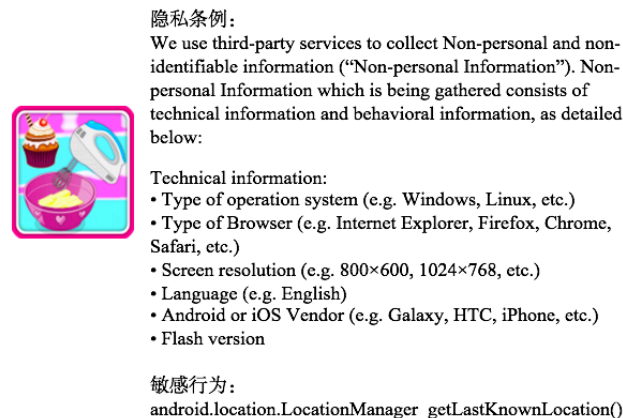 隐私条例：
We use third-party services to collect Non-personal and non-
identifiable information (“Non-personal Information”). Non-
personal Information which is being gathered consists of
technical information and behavioral information, as detailed
below:
Technical information:
• Type of operation system (e.g. Windows, Linux, etc.)
• Type of Browser (e.g. Internet Explorer, Firefox, Chrome,
Safari, etc.)
• Screen resolution (e.g. 800×600, 1024×768, etc.)
• Language (e.g. English)
• Android or iOS Vendor (e.g. Galaxy, HTC, iPhone, etc.)
• Flash version
敏感行为：
android.location.LocationManager getLastKnownLocation()